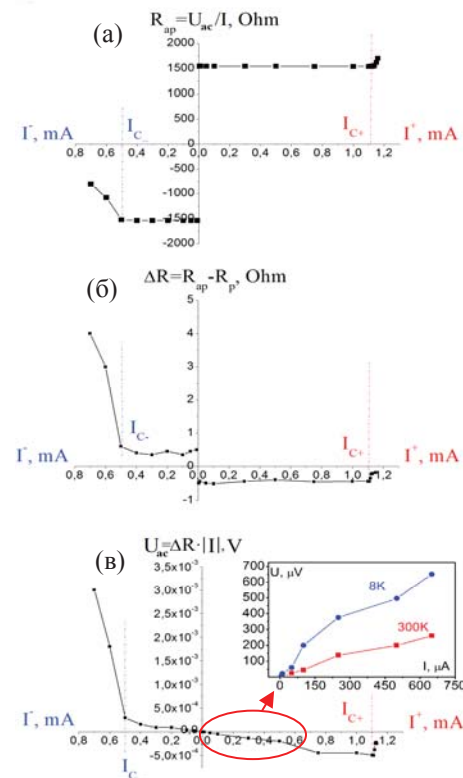 (а)
R_ap=U_ac/I, Ohm
2000
1500
1000
500
0
I⁻, mA
I_C_
I_C+
I⁺, mA
0,8 0,6 0,4 0,2 0,0 0,2 0,4 0,6 0,8 1,0 1,2
-500
-1000
-1500
-2000
(б)
ΔR=R_ap-R_p, Ohm
5
4
3
2
1
I⁻, mA
I_C-
I_C+
I⁺, mA
0,8 0,6 0,4 0,2 0,0 0,2 0,4 0,6 0,8 1,0 1,2
-1
(в)
U_ac=ΔR·|I|, V
3,5x10⁻³
3,0x10⁻³
2,5x10⁻³
2,0x10⁻³
1,5x10⁻³
1,0x10⁻³
5,0x10⁻⁴
U, μV
700
600
500
400
300
200
100
8K
300K
I, μA
0 150 300 450 600 750
I⁻, mA
I_C+
I⁺, mA
0,8 0,6 0,4 0,2 0,0 0,2 0,4 0,6 0,8 1,0 1,2
-5,0x10⁻⁴
I_C